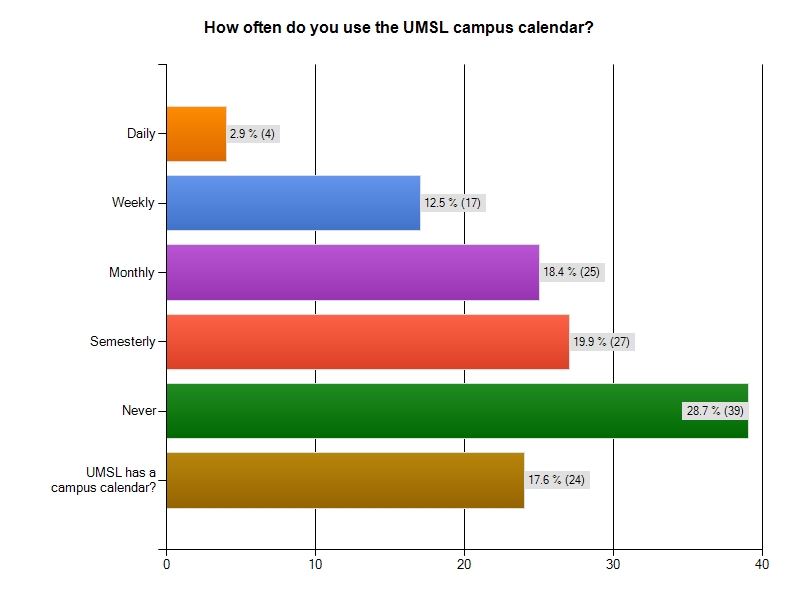 How often do you use the UMSL campus calendar?
Daily
2.9 % (4)
Weekly
12.5 % (17)
Monthly
18.4 % (25)
Semesterly
19.9 % (27)
Never
28.7 % (39)
UMSL has a
campus calendar?
17.6 % (24)
0 10 20 30 40